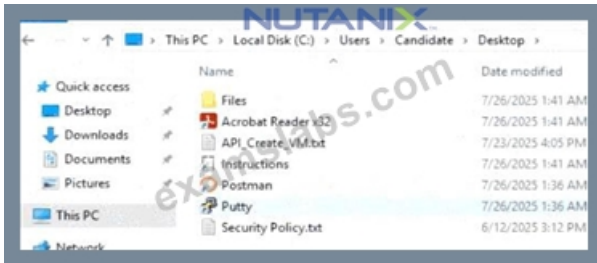 NUTANIX
This PC > Local Disk (C:) > Users > Candidate > Desktop >
Name Date modified
Quick access
Desktop
Downloads
Documents
Pictures
This PC
Network
Files 7/26/2025 1:41 AM
Acrobat Reader x32 7/26/2025 1:41 AM
API_Create_VM.txt 7/23/2025 4:05 PM
Instructions 7/26/2025 1:41 AM
Postman 7/26/2025 1:36 AM
Putty 7/26/2025 1:36 AM
Security Policy.txt 6/12/2025 3:12 PM
examslabs.com